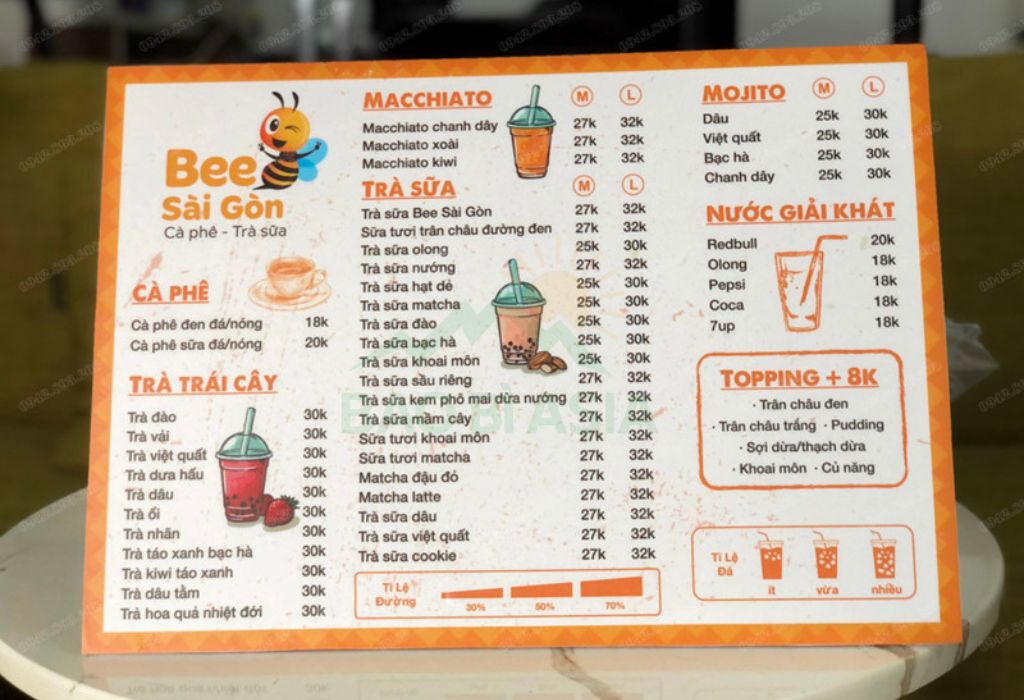 Bee
Sài Gòn
Cà phê - Trà sữa
CÀ PHÊ
Cà phê đen đá/nóng 18k
Cà phê sữa đá/nóng 20k
TRÀ TRÁI CÂY
Trà đào 30k
Trà vải 30k
Trà việt quất 30k
Trà dưa hấu 30k
Trà dâu 30k
Trà ổi 30k
Trà nhãn 30k
Trà táo xanh bạc hà 30k
Trà kiwi táo xanh 30k
Trà dâu tằm 30k
Trà hoa quả nhiệt đới 30k
MACCHIATO M L
Macchiato chanh dây 27k 32k
Macchiato xoài 27k 32k
Macchiato kiwi 27k 32k
TRÀ SỮA M L
Trà sữa Bee Sài Gòn 27k 32k
Sữa tươi trân châu đường đen 27k 32k
Trà sữa olong 25k 30k
Trà sữa nướng 27k 32k
Trà sữa hạt dẻ 25k 30k
Trà sữa matcha 25k 30k
Trà sữa đào 25k 30k
Trà sữa bạc hà 25k 30k
Trà sữa khoai môn 25k 30k
Trà sữa sầu riêng 27k 32k
Trà sữa kem phô mai dừa nướng 27k 32k
Trà sữa mầm cây 27k 32k
Sữa tươi khoai môn 27k 32k
Sữa tươi matcha 27k 32k
Matcha đậu đỏ 27k 32k
Matcha latte 27k 32k
Trà sữa dâu 27k 32k
Trà sữa việt quất 27k 32k
Trà sữa cookie 27k 32k
Tỉ Lệ
Đường
30% 50% 70%
MOJITO M L
Dâu 25k 30k
Việt quất 25k 30k
Bạc hà 25k 30k
Chanh dây 25k 30k
NƯỚC GIẢI KHÁT
Redbull 20k
Olong 18k
Pepsi 18k
Coca 18k
7up 18k
TOPPING + 8K
· Trân châu đen
· Trân châu trắng · Pudding
· Sợi dừa/thạch dừa
· Khoai môn · Củ năng
Tỉ Lệ
Đá
ít vừa nhiều
BAO BÌ ASIA